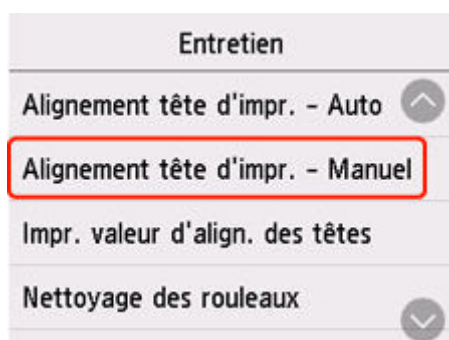 Entretien
Alignement tête d'impr. - Auto
Alignement tête d'impr. - Manuel
Impr. valeur d'align. des têtes
Nettoyage des rouleaux